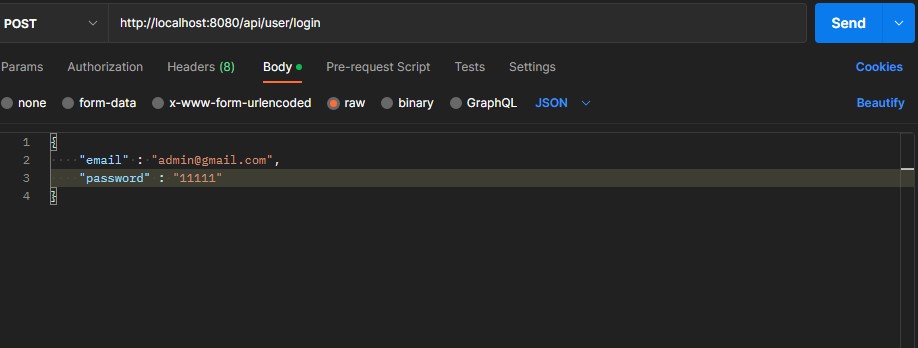 POST http://localhost:8080/api/user/login Send
Params Authorization Headers (8) Body Pre-request Script Tests Settings Cookies
none form-data x-www-form-urlencoded raw binary GraphQL JSON Beautify
1 {
2 "email" : "admin@gmail.com",
3 "password" : "11111"
4 }